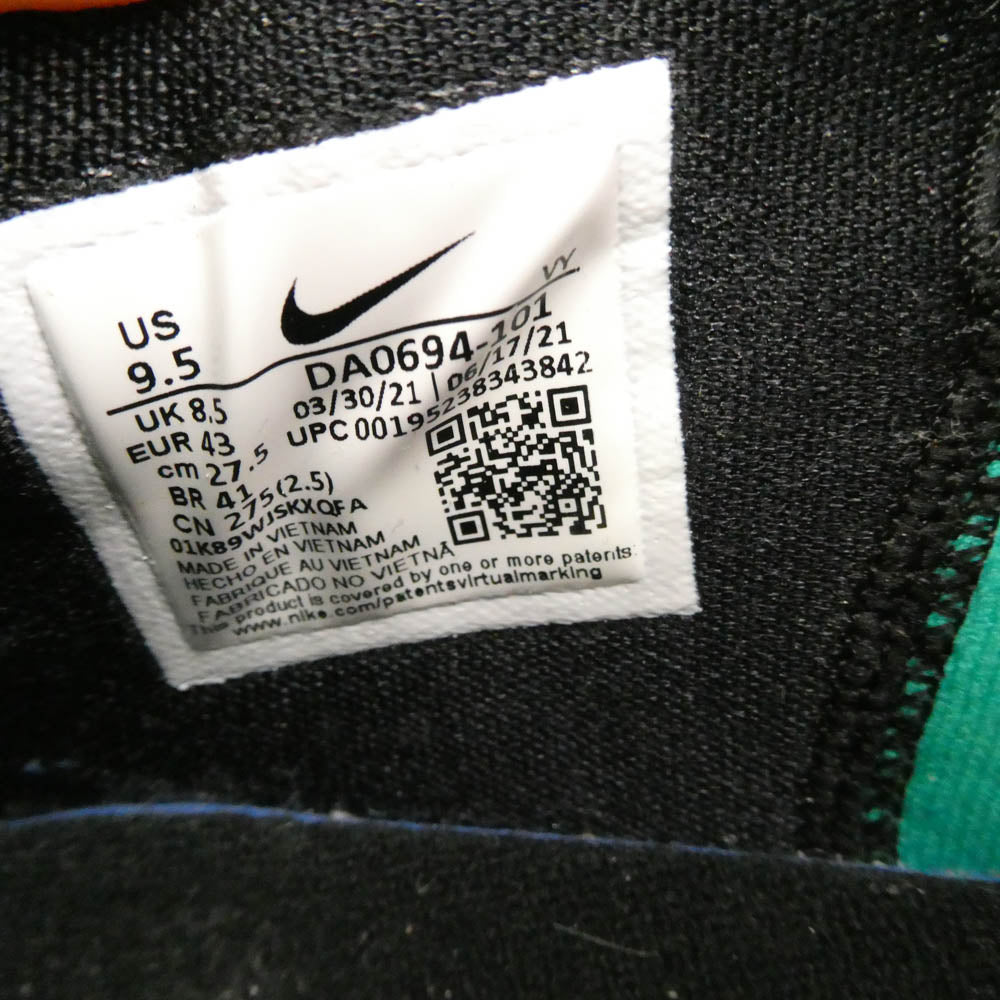 VY
US
9.5
DA0694-101
03/30/21 | 06/17/21
UPC 00195238343842
UK 8.5
EUR 43
cm 27.5
BR 41
CN 275(2.5)
01K89WJSKXQFA
MADE IN VIETNAM
HECHO EN VIETNAM
FABRIQUE AU VIETNAM
FABRICADO NO VIETNÃ
This product is covered by one or more patents.
www.nike.com/patentsvirtualmarking